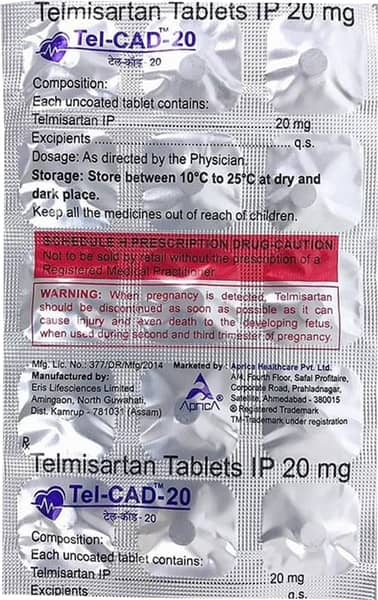 Telmisartan Tablets IP 20 mg
Tel-CAD™-20
टेल-कॅड- 20
Composition:
Each uncoated tablet contains:
Telmisartan IP 20 mg
Excipients ........ q.s.
Dosage: As directed by the Physician.
Storage: Store between 10°C to 25°C at dry and
dark place.
Keep all the medicines out of reach of children.
SCHEDULE H PRESCRIPTION DRUG-CAUTION
Not to be sold by retail without the prescription of a
Registered Medical Practitioner
WARNING: When pregnancy is detected, Telmisartan
should be discontinued as soon as possible as it can
cause injury and even death to the developing fetus,
when used during second and third trimester of pregnancy.
Mfg. Lic. No.: 377/DR/Mfg/2014
Manufactured by:
Eris Lifesciences Limited
Amingaon, North Guwahati,
Dist. Kamrup - 781031 (Assam)
Marketed by :
APRICA®
Aprica Healthcare Pvt. Ltd.
A/4, Fourth Floor, Safal Profitaire,
Corporate Road, Prahladnagar,
Satellite, Ahmedabad - 380015
® Registered Trademark
TM-Trademark under registration
Rx
Telmisartan Tablets IP 20 mg
Tel-CAD™-20
टेल-कॅड- 20
Composition:
Each uncoated tablet contains:
Telmisartan IP 20 mg
Excipients q.s.